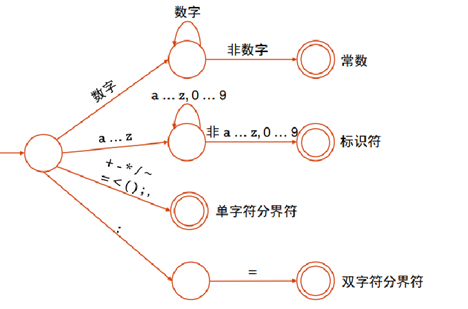 数字
数字
非数字
常数
a ... z,0 ... 9
a ... z
非 a ... z,0 ... 9
标识符
+ - * / ~
= < ( ) ; ,
单字符分界符
:
=
双字符分界符